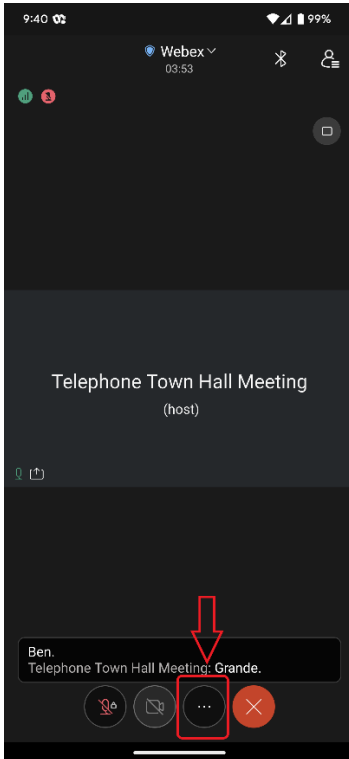 9:40 99%
Webex
03:53
Telephone Town Hall Meeting
(host)
Ben.
Telephone Town Hall Meeting: Grande.